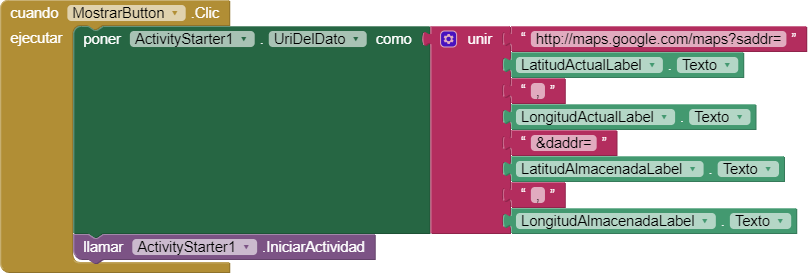 cuando MostrarButton .Clic
ejecutar poner ActivityStarter1 . UriDelDato como unir “ http://maps.google.com/maps?saddr= ”
LatitudActualLabel . Texto
“ , ”
LongitudActualLabel . Texto
“ &daddr= ”
LatitudAlmacenadaLabel . Texto
“ , ”
LongitudAlmacenadaLabel . Texto
llamar ActivityStarter1 .IniciarActividad